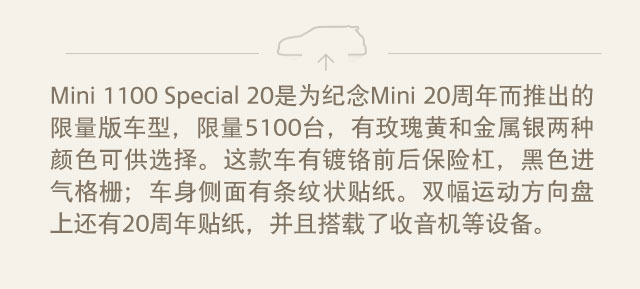 Mini 1100 Special 20是为纪念Mini 20周年而推出的
限量版车型，限量5100台，有玫瑰黄和金属银两种
颜色可供选择。这款车有镀铬前后保险杠，黑色进
气格栅；车身侧面有条纹状贴纸。双幅运动方向盘
上还有20周年贴纸，并且搭载了收音机等设备。